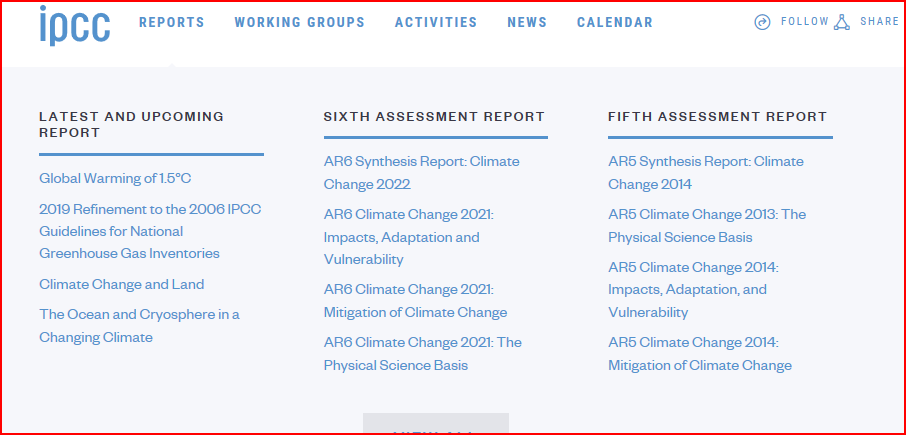 ipcc
REPORTS WORKING GROUPS ACTIVITIES NEWS CALENDAR FOLLOW SHARE
LATEST AND UPCOMING
REPORT
Global Warming of 1.5°C
2019 Refinement to the 2006 IPCC
Guidelines for National
Greenhouse Gas Inventories
Climate Change and Land
The Ocean and Cryosphere in a
Changing Climate
SIXTH ASSESSMENT REPORT
AR6 Synthesis Report: Climate
Change 2022
AR6 Climate Change 2021:
Impacts, Adaptation and
Vulnerability
AR6 Climate Change 2021:
Mitigation of Climate Change
AR6 Climate Change 2021: The
Physical Science Basis
FIFTH ASSESSMENT REPORT
AR5 Synthesis Report: Climate
Change 2014
AR5 Climate Change 2013: The
Physical Science Basis
AR5 Climate Change 2014:
Impacts, Adaptation, and
Vulnerability
AR5 Climate Change 2014:
Mitigation of Climate Change